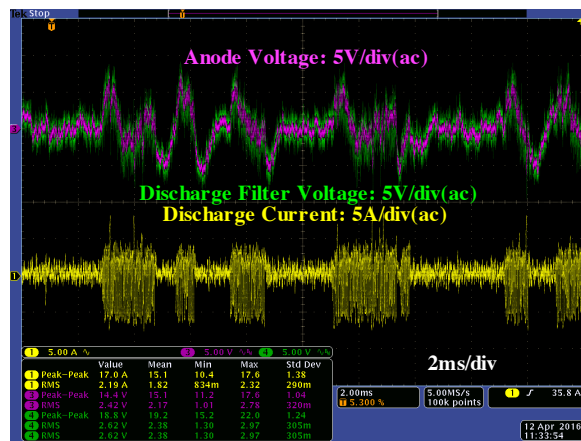 Tek Stop
Anode Voltage: 5V/div(ac)
Discharge Filter Voltage: 5V/div(ac)
Discharge Current: 5A/div(ac)
2ms/div
1 5.00 A 3 5.00 V 4 5.00 V
Value Mean Min Max Std Dev
1 Peak-Peak 17.0 A 15.1 10.4 17.6 1.38
1 RMS 2.19 A 1.82 834m 2.32 290m
3 Peak-Peak 14.4 V 15.1 11.2 17.6 1.04
3 RMS 2.42 V 2.17 1.01 2.78 320m
4 Peak-Peak 18.8 V 19.2 15.2 22.0 1.24
4 RMS 2.62 V 2.38 1.30 2.97 305m
4 RMS 2.62 V 2.38 1.30 2.97 305m
2.00ms 5.00MS/s 1 35.8 A
T 5.300 % 100k points
12 Apr 2016
11:33:54